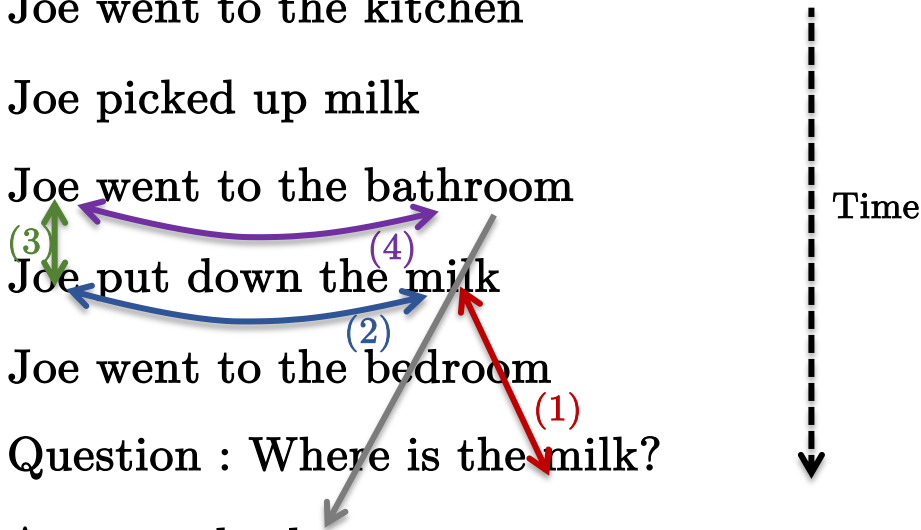 Joe went to the kitchen
Joe picked up milk
Joe went to the bathroom
Time
(3)
(4)
Joe put down the milk
(2)
Joe went to the bedroom
(1)
Question : Where is the milk?